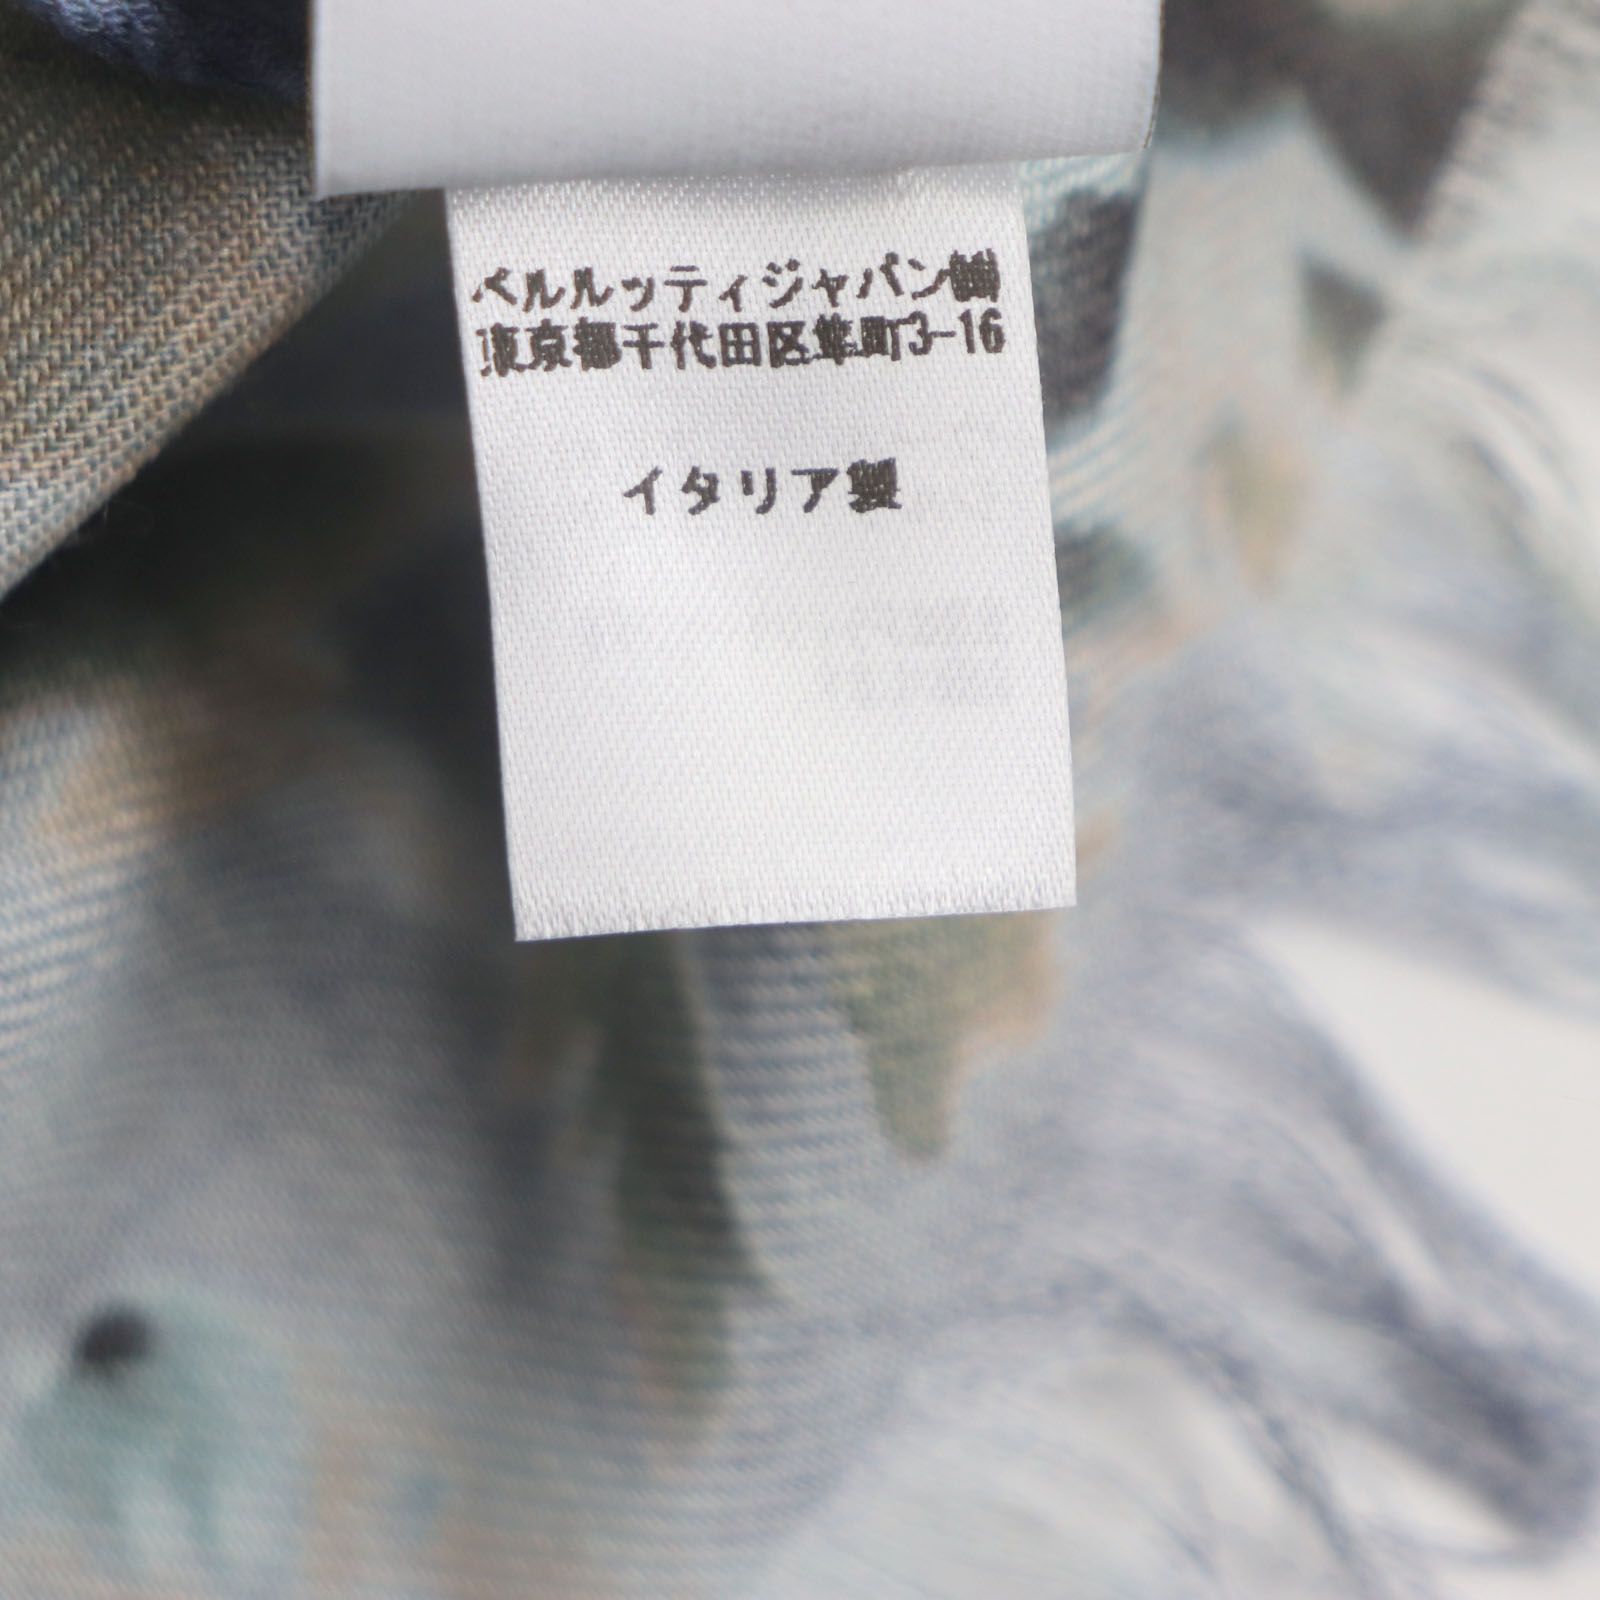 ベルルッティジャパン㈱
東京都千代田区隼町3-16
イタリア製